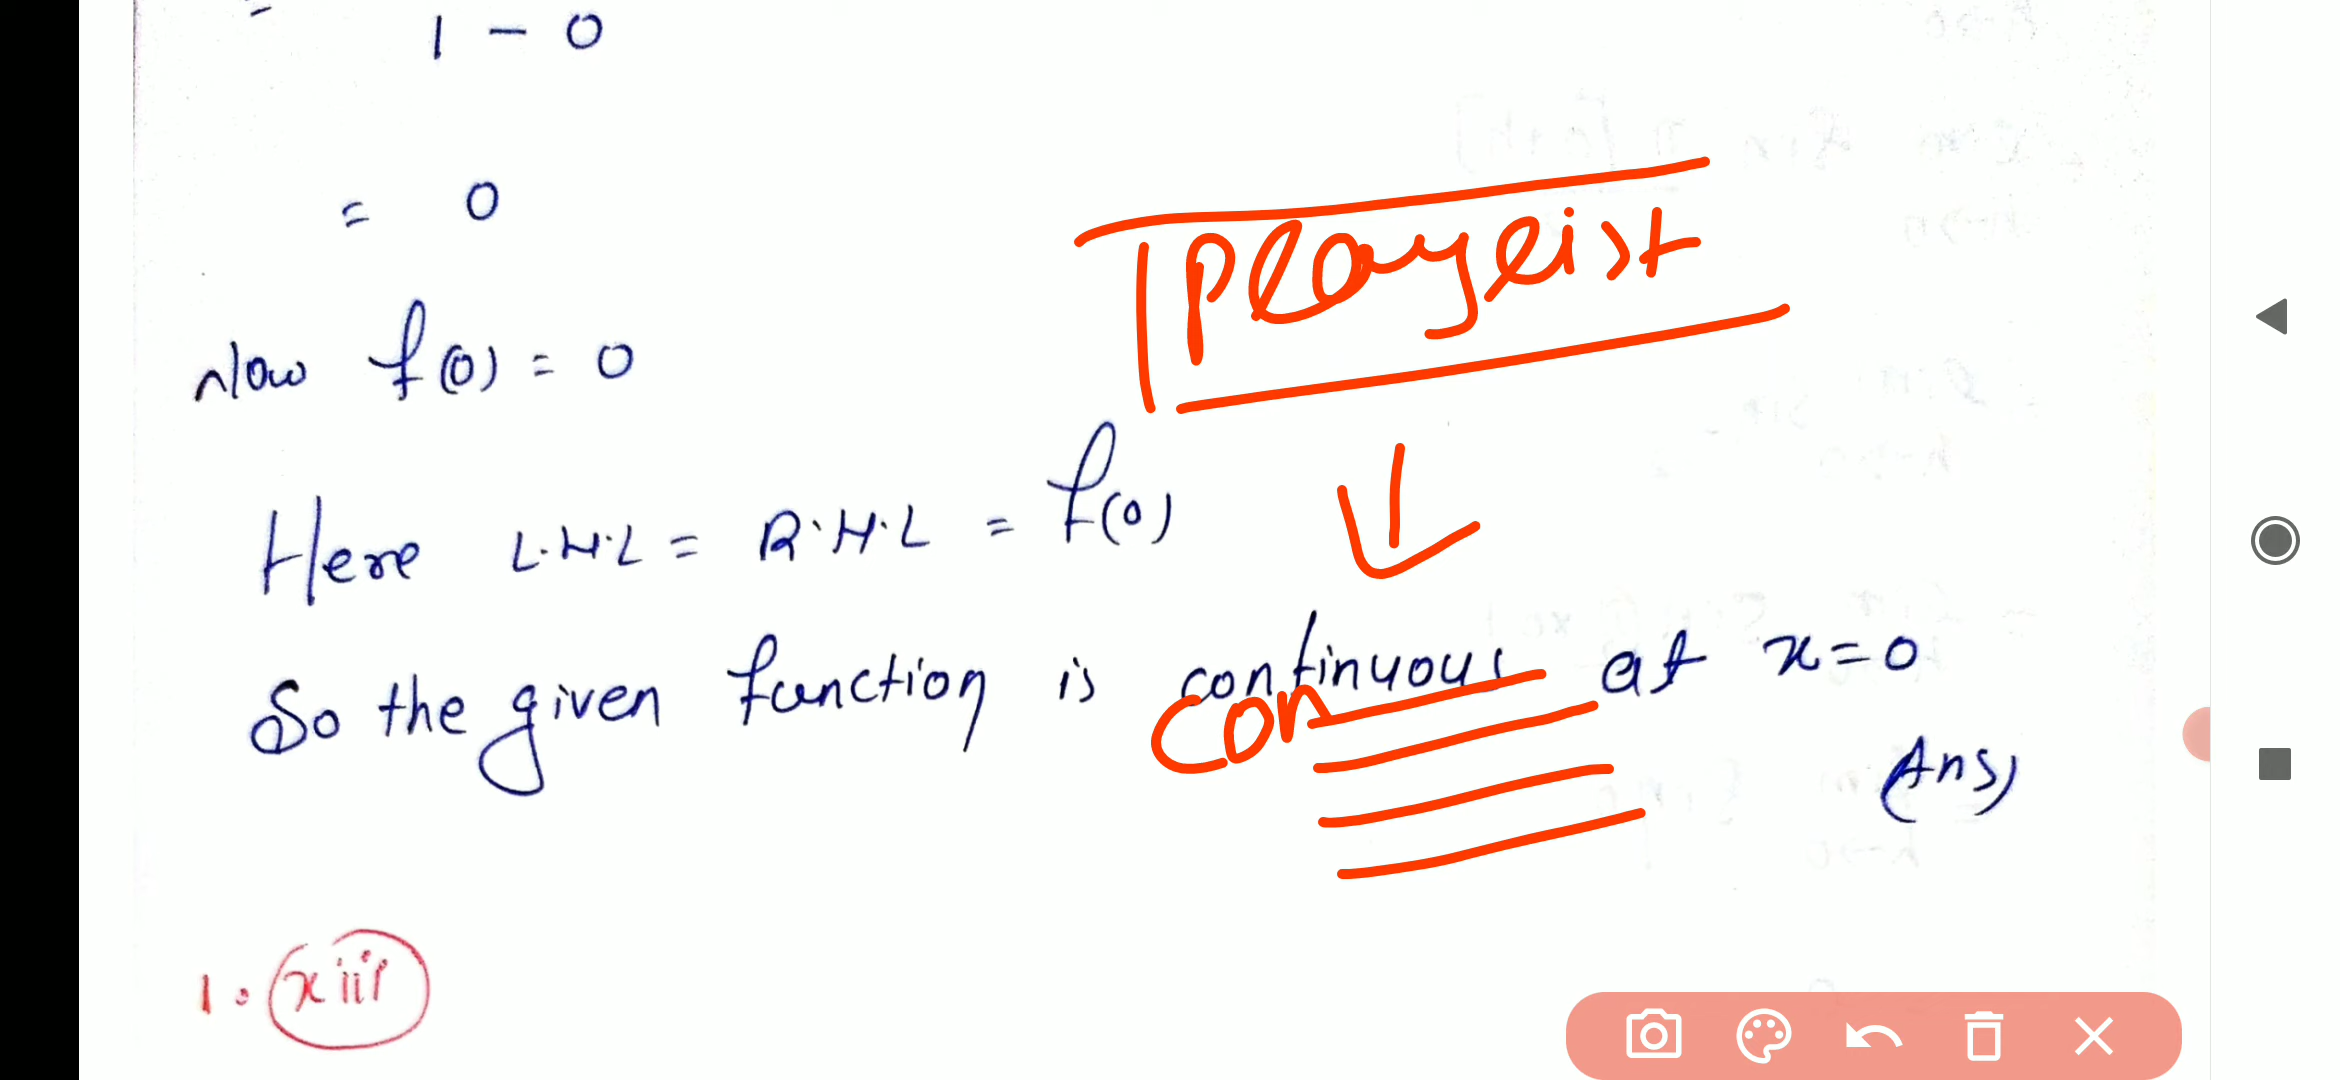 =
1 - 0
= 0
Playlist
Now f(0) = 0
Here L.H.L = R.H.L = f(0)
So the given function is continuous at x=0
Con
(Ans)
1. xiii